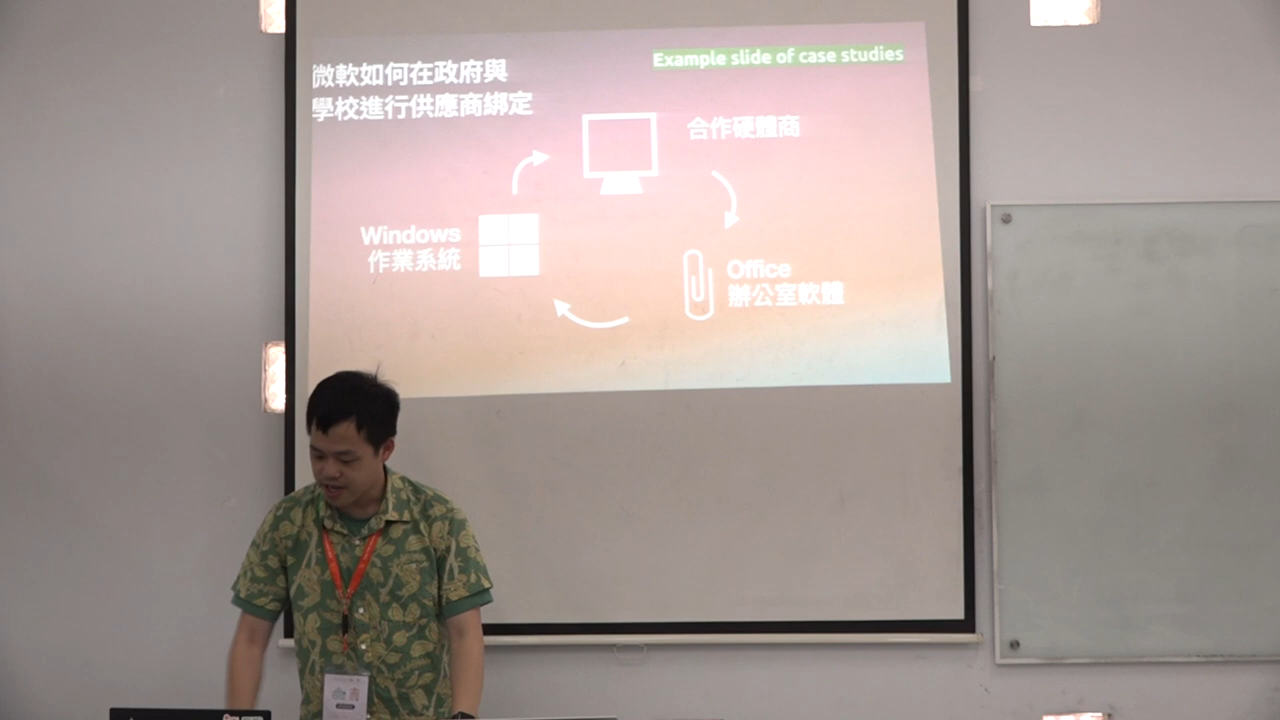 微軟如何在政府與
學校進行供應商綁定
Example slide of case studies
合作硬體商
Windows
作業系統
Office
辦公室軟體